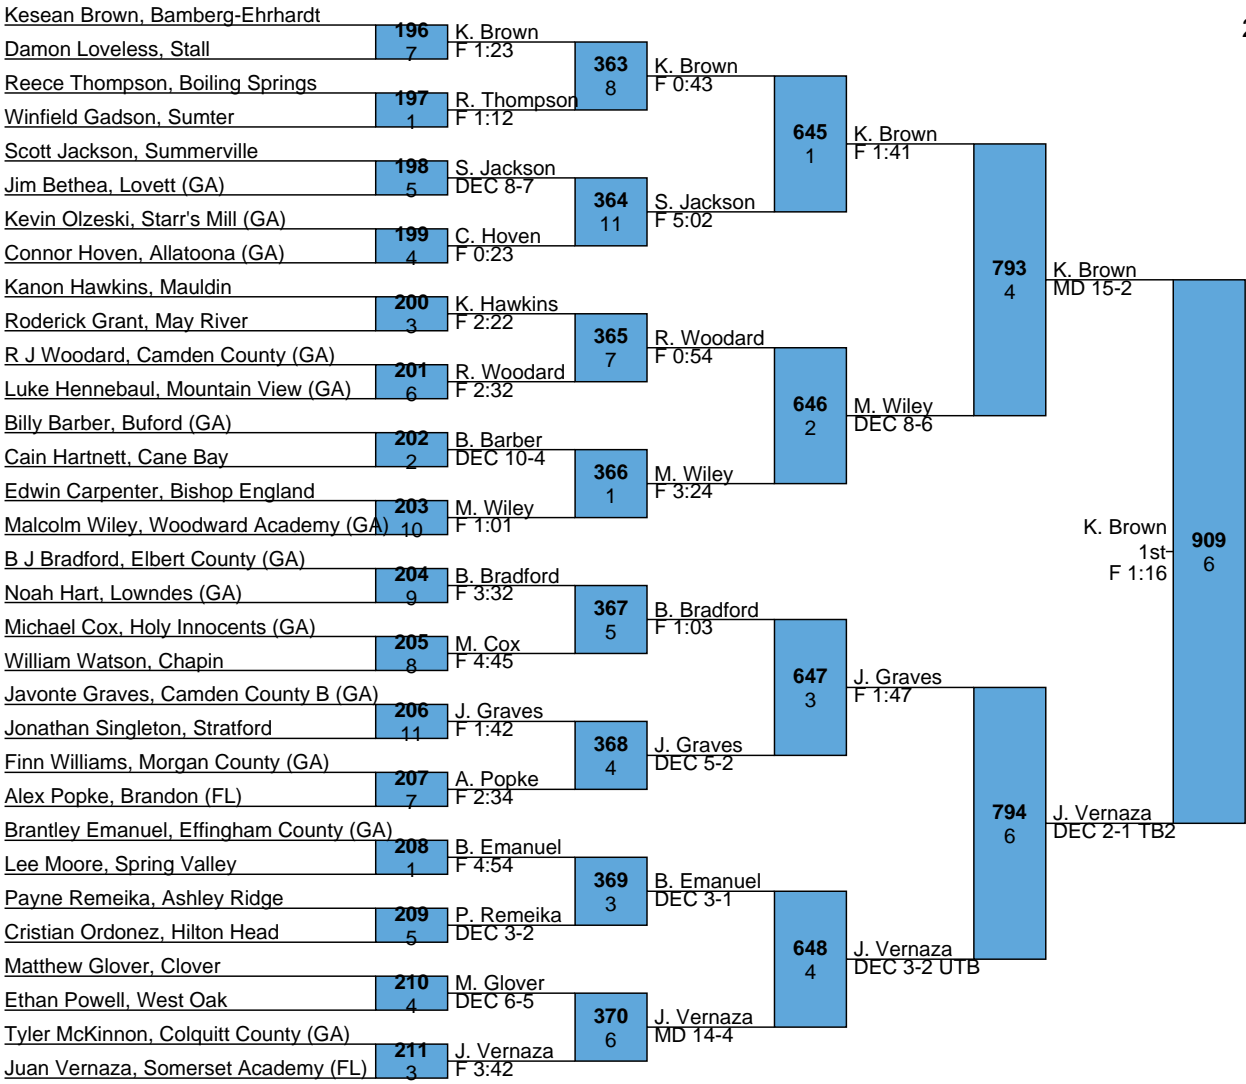 Kesean Brown, Bamberg-Ehrhardt
Damon Loveless, Stall
Reece Thompson, Boiling Springs
Winfield Gadson, Sumter
Scott Jackson, Summerville
Jim Bethea, Lovett (GA)
Kevin Olzeski, Starr's Mill (GA)
Connor Hoven, Allatoona (GA)
Kanon Hawkins, Mauldin
Roderick Grant, May River
R J Woodard, Camden County (GA)
Luke Hennebaul, Mountain View (GA)
Billy Barber, Buford (GA)
Cain Hartnett, Cane Bay
Edwin Carpenter, Bishop England
Malcolm Wiley, Woodward Academy (GA)
B J Bradford, Elbert County (GA)
Noah Hart, Lowndes (GA)
Michael Cox, Holy Innocents (GA)
William Watson, Chapin
Javonte Graves, Camden County B (GA)
Jonathan Singleton, Stratford
Finn Williams, Morgan County (GA)
Alex Popke, Brandon (FL)
Brantley Emanuel, Effingham County (GA)
Lee Moore, Spring Valley
Payne Remeika, Ashley Ridge
Cristian Ordonez, Hilton Head
Matthew Glover, Clover
Ethan Powell, West Oak
Tyler McKinnon, Colquitt County (GA)
Juan Vernaza, Somerset Academy (FL)
196
7
197
1
198
5
199
4
200
3
201
6
202
2
203
10
204
9
205
8
206
11
207
7
208
1
209
5
210
4
211
3
K. Brown
F 1:23
R. Thompson
F 1:12
S. Jackson
DEC 8-7
C. Hoven
F 0:23
K. Hawkins
F 2:22
R. Woodard
F 2:32
B. Barber
DEC 10-4
M. Wiley
F 1:01
B. Bradford
F 3:32
M. Cox
F 4:45
J. Graves
F 1:42
A. Popke
F 2:34
B. Emanuel
F 4:54
P. Remeika
DEC 3-2
M. Glover
DEC 6-5
J. Vernaza
F 3:42
363
8
364
11
365
7
366
1
367
5
368
4
369
3
370
6
K. Brown
F 0:43
S. Jackson
F 5:02
R. Woodard
F 0:54
M. Wiley
F 3:24
B. Bradford
F 1:03
J. Graves
DEC 5-2
B. Emanuel
DEC 3-1
J. Vernaza
MD 14-4
645
1
646
2
647
3
648
4
K. Brown
F 1:41
M. Wiley
DEC 8-6
J. Graves
F 1:47
J. Vernaza
DEC 3-2 UTB
793
4
794
6
K. Brown
MD 15-2
J. Vernaza
DEC 2-1 TB2
909
6
K. Brown
1st
F 1:16